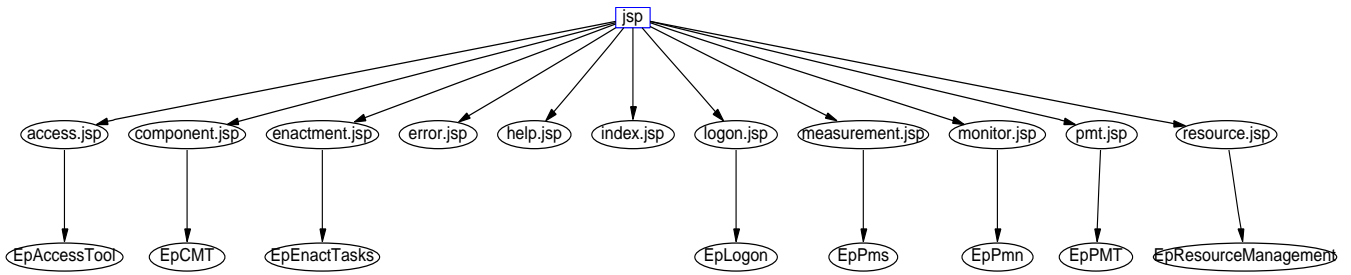 jsp
access.jsp component.jsp enactment.jsp error.jsp help.jsp index.jsp logon.jsp measurement.jsp monitor.jsp pmt.jsp resource.jsp
EpAccessTool EpCMT EpEnactTasks EpLogon EpPms EpPmn EpPMT EpResourceManagement